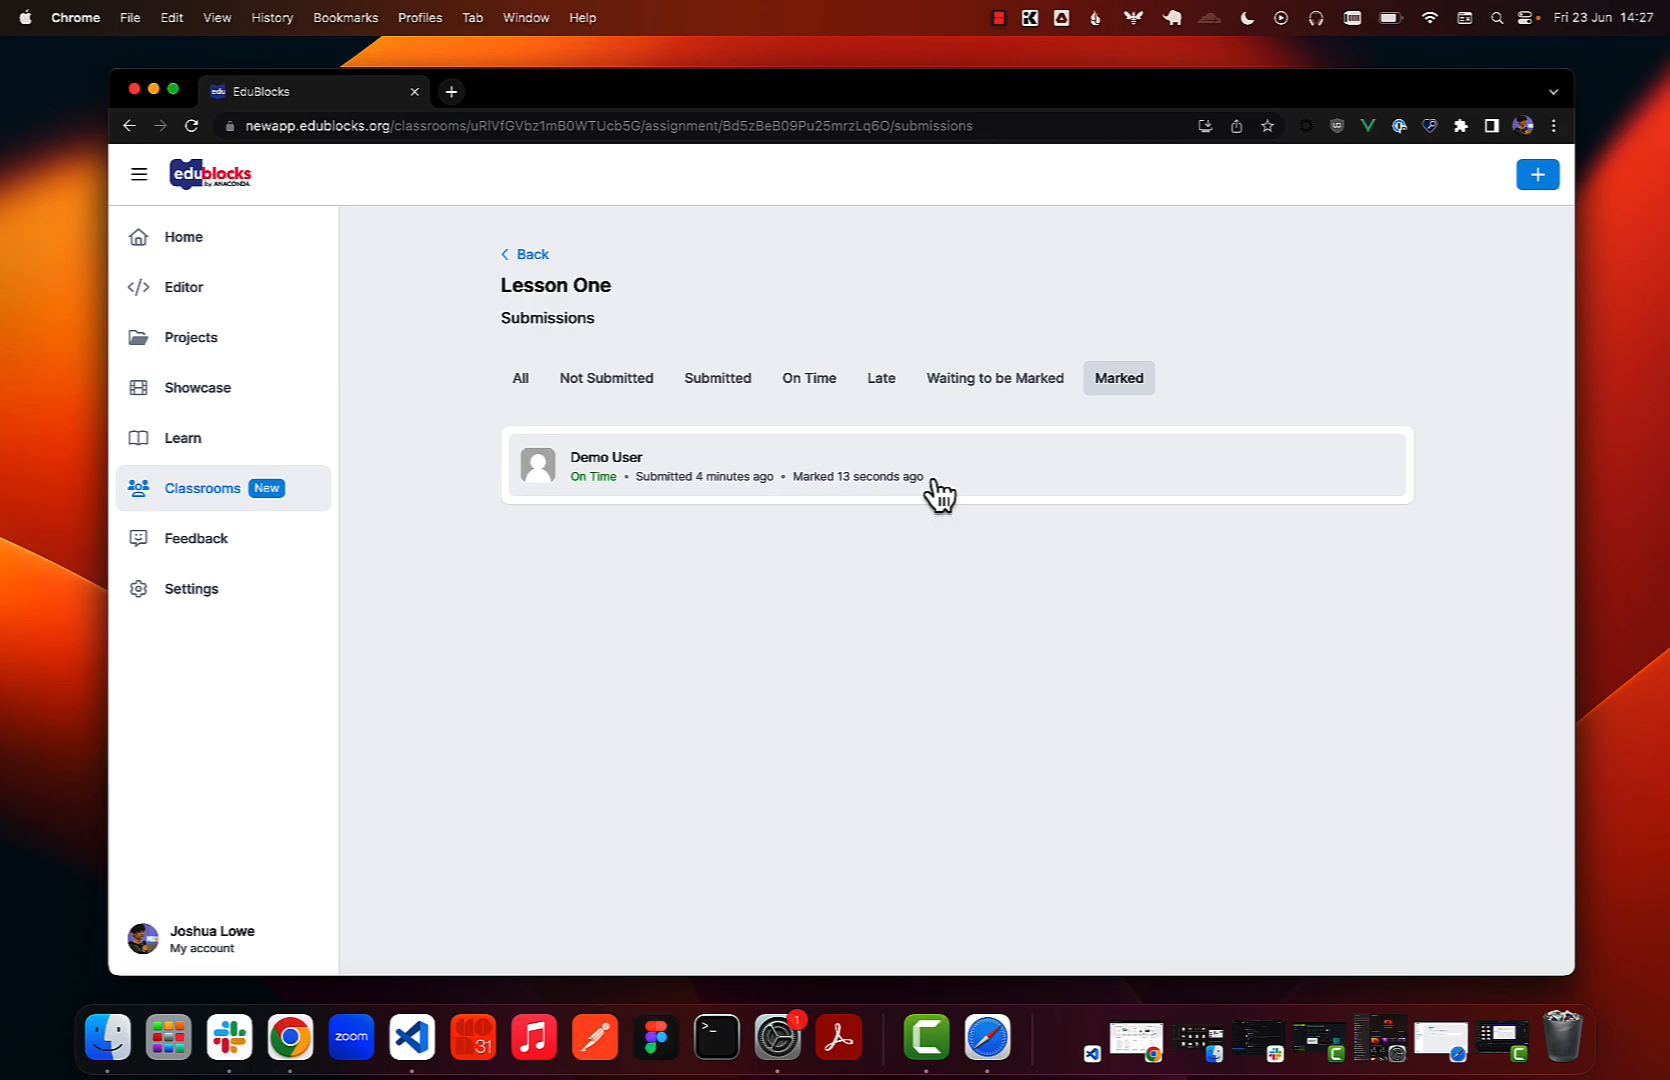 Chrome File Edit View History Bookmarks Profiles Tab Window Help Fri 23 Jun 14:27
EduBlocks
newapp.edublocks.org/classrooms/uRlVfGVbz1mB0WTUcb5G/assignment/Bd5zBeB09Pu25mrzLq6O/submissions
edublocks
by ANACONDA
Home
Editor
Projects
Showcase
Learn
Classrooms New
Feedback
Settings
Joshua Lowe
My account
Back
Lesson One
Submissions
All Not Submitted Submitted On Time Late Waiting to be Marked Marked
Demo User
On Time • Submitted 4 minutes ago • Marked 13 seconds ago
zoom
31
1